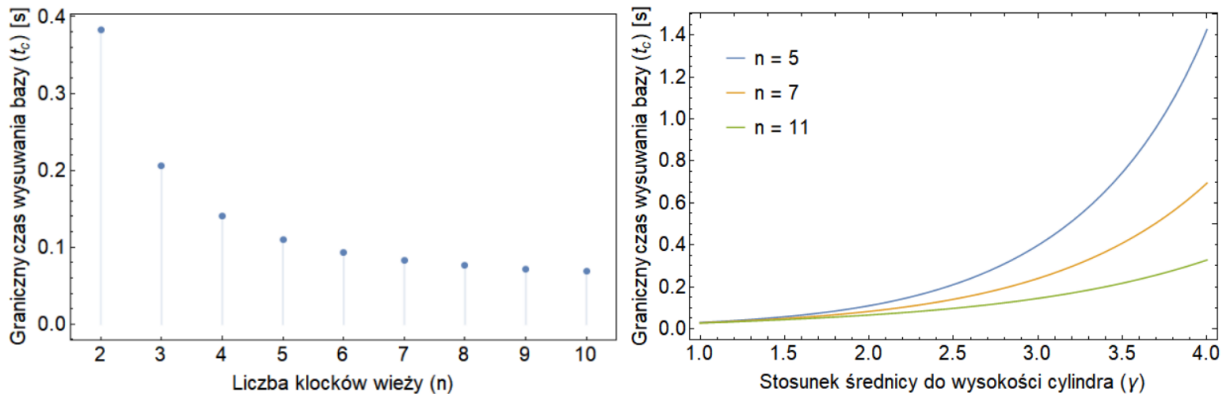 Graniczny czas wysuwania bazy (t_c) [s]
0.4
0.3
0.2
0.1
0.0
2 3 4 5 6 7 8 9 10
Liczba klocków wieży (n)
Graniczny czas wysuwania bazy (t_c) [s]
1.4
1.2
1.0
0.8
0.6
0.4
0.2
0.0
n = 5
n = 7
n = 11
1.0 1.5 2.0 2.5 3.0 3.5 4.0
Stosunek średnicy do wysokości cylindra (γ)